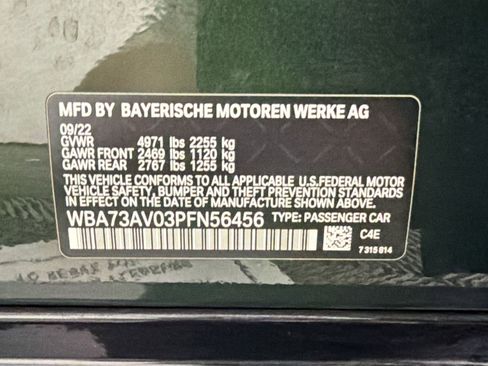 MFD BY BAYERISCHE MOTOREN WERKE AG
09/22
GVWR 4971 lbs 2255 kg
GAWR FRONT 2469 lbs 1120 kg
GAWR REAR 2767 lbs 1255 kg
THIS VEHICLE CONFORMS TO ALL APPLICABLE U.S. FEDERAL MOTOR
VEHICLE SAFETY, BUMPER AND THEFT PREVENTION STANDARDS
IN EFFECT ON THE DATE OF MANUFACTURE SHOWN ABOVE.
WBA73AV03PFN56456 TYPE: PASSENGER CAR
C4E
7 315 814